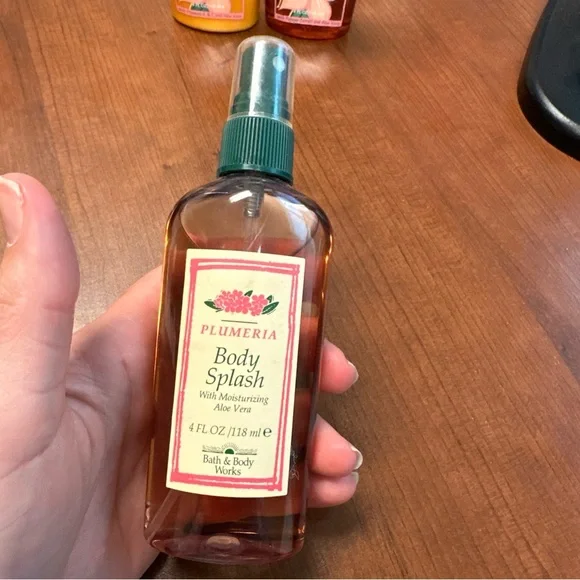 PLUMERIA
Body
Splash
With Moisturizing
Aloe Vera
4 FL OZ /118 ml ℮
Bath & Body
Works